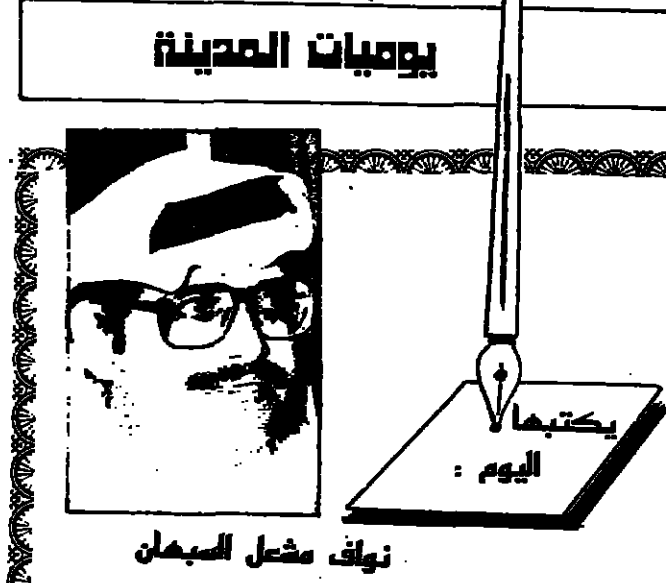 يوميات المدينة
يكتبها
اليوم :
نواف مشعل السبهان